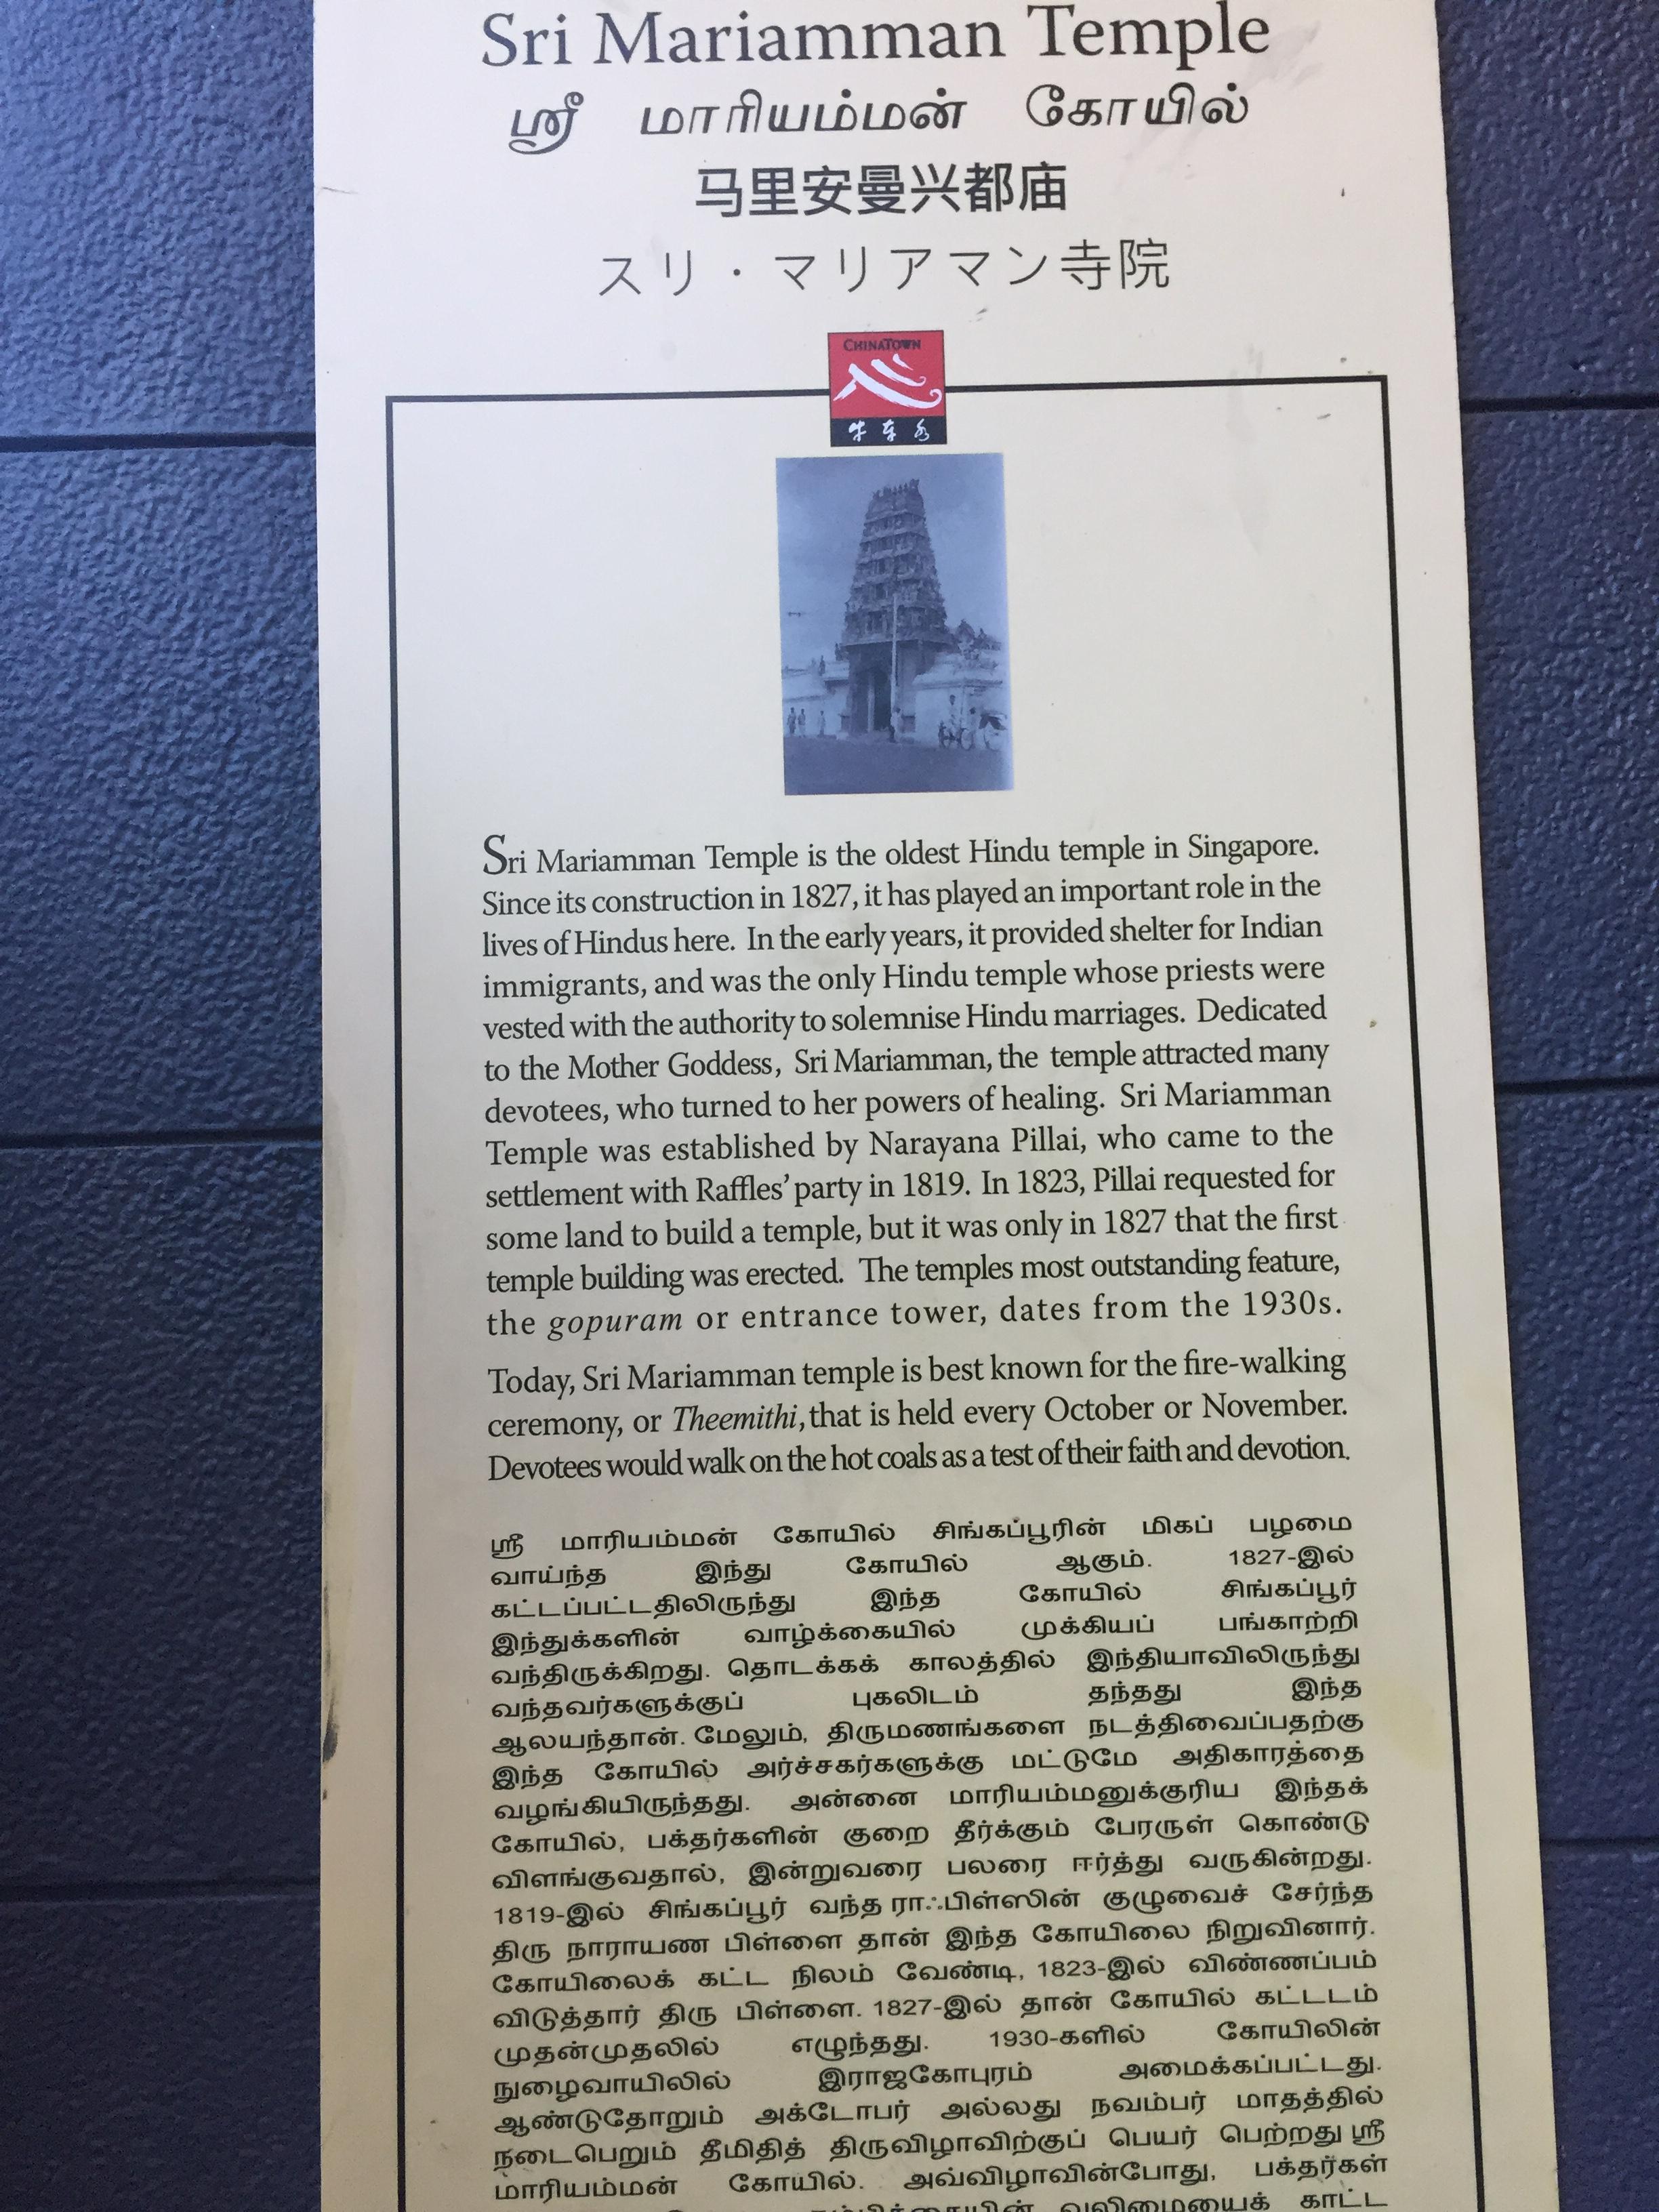 Sri Mariamman Temple
ஸ்ரீ மாரியம்மன் கோயில்
马里安曼兴都庙
スリ・マリアマン寺院
CHINATOWN
牛车水
Sri Mariamman Temple is the oldest Hindu temple in Singapore.
Since its construction in 1827, it has played an important role in the
lives of Hindus here. In the early years, it provided shelter for Indian
immigrants, and was the only Hindu temple whose priests were
vested with the authority to solemnise Hindu marriages. Dedicated
to the Mother Goddess, Sri Mariamman, the temple attracted many
devotees, who turned to her powers of healing. Sri Mariamman
Temple was established by Narayana Pillai, who came to the
settlement with Raffles' party in 1819. In 1823, Pillai requested for
some land to build a temple, but it was only in 1827 that the first
temple building was erected. The temples most outstanding feature,
the gopuram or entrance tower, dates from the 1930s.
Today, Sri Mariamman temple is best known for the fire-walking
ceremony, or Theemithi, that is held every October or November.
Devotees would walk on the hot coals as a test of their faith and devotion.
ஸ்ரீ மாரியம்மன் கோயில் சிங்கப்பூரின் மிகப் பழமை
வாய்ந்த இந்து கோயில் ஆகும். 1827-இல்
கட்டப்பட்டதிலிருந்து இந்த கோயில் சிங்கப்பூர்
இந்துக்களின் வாழ்க்கையில் முக்கியப் பங்காற்றி
வந்திருக்கிறது. தொடக்கக் காலத்தில் இந்தியாவிலிருந்து
வந்தவர்களுக்குப் புகலிடம் தந்தது இந்த
ஆலயந்தான். மேலும், திருமணங்களை நடத்திவைப்பதற்கு
இந்த கோயில் அர்ச்சகர்களுக்கு மட்டுமே அதிகாரத்தை
வழங்கியிருந்தது. அன்னை மாரியம்மனுக்குரிய இந்தக்
கோயில், பக்தர்களின் குறை தீர்க்கும் பேரருள் கொண்டு
விளங்குவதால், இன்றுவரை பலரை ஈர்த்து வருகின்றது.
1819-இல் சிங்கப்பூர் வந்த ராஃபிள்ஸின் குழுவைச் சேர்ந்த
திரு நாராயண பிள்ளை தான் இந்த கோயிலை நிறுவினார்.
கோயிலைக் கட்ட நிலம் வேண்டி, 1823-இல் விண்ணப்பம்
விடுத்தார் திரு பிள்ளை. 1827-இல் தான் கோயில் கட்டடம்
முதன்முதலில் எழுந்தது. 1930-களில் கோயிலின்
நுழைவாயிலில் இராஜகோபுரம் அமைக்கப்பட்டது.
ஆண்டுதோறும் அக்டோபர் அல்லது நவம்பர் மாதத்தில்
நடைபெறும் தீமிதித் திருவிழாவிற்குப் பெயர் பெற்றது ஸ்ரீ
மாரியம்மன் கோயில். அவ்விழாவின்போது, பக்தர்கள்
வலிமையைக் காட்ட